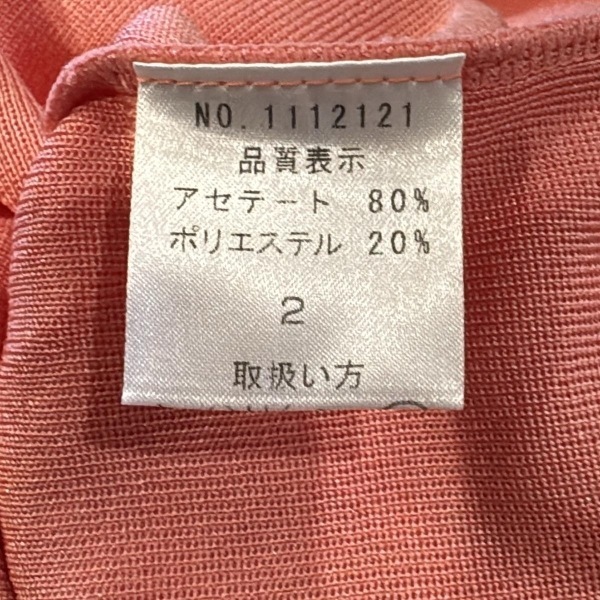 NO.1112121
品質表示
アセテート 80%
ポリエステル 20%
2
取扱い方